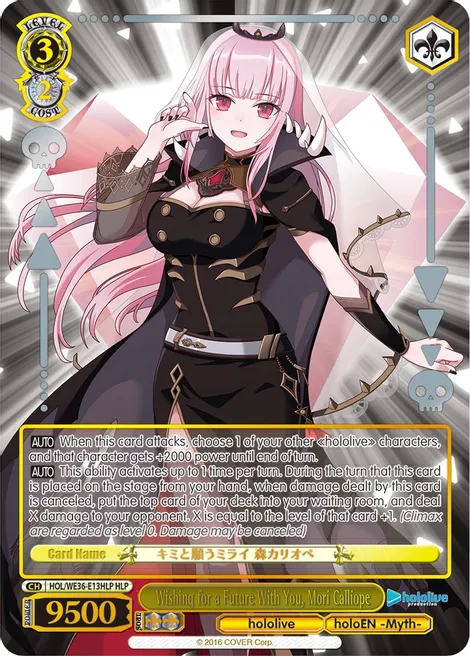 LEVEL
3
2
COST
AUTO When this card attacks, choose 1 of your other «hololive» characters,
and that character gets +2000 power until end of turn.
AUTO This ability activates up to 1 time per turn. During the turn that this card
is placed on the stage from your hand, when damage dealt by this card
is canceled, put the top card of your deck into your waiting room, and deal
X damage to your opponent. X is equal to the level of that card +1. (Climax
are regarded as level 0. Damage may be canceled)
Card Name キミと願うミライ 森カリオペ
CH HOL/WE36-E13HLP HLP
Wishing for a Future With You, Mori Calliope
hololive
production
POWER 9500 SOUL
hololive holoEN -Myth-
© 2016 COVER Corp.